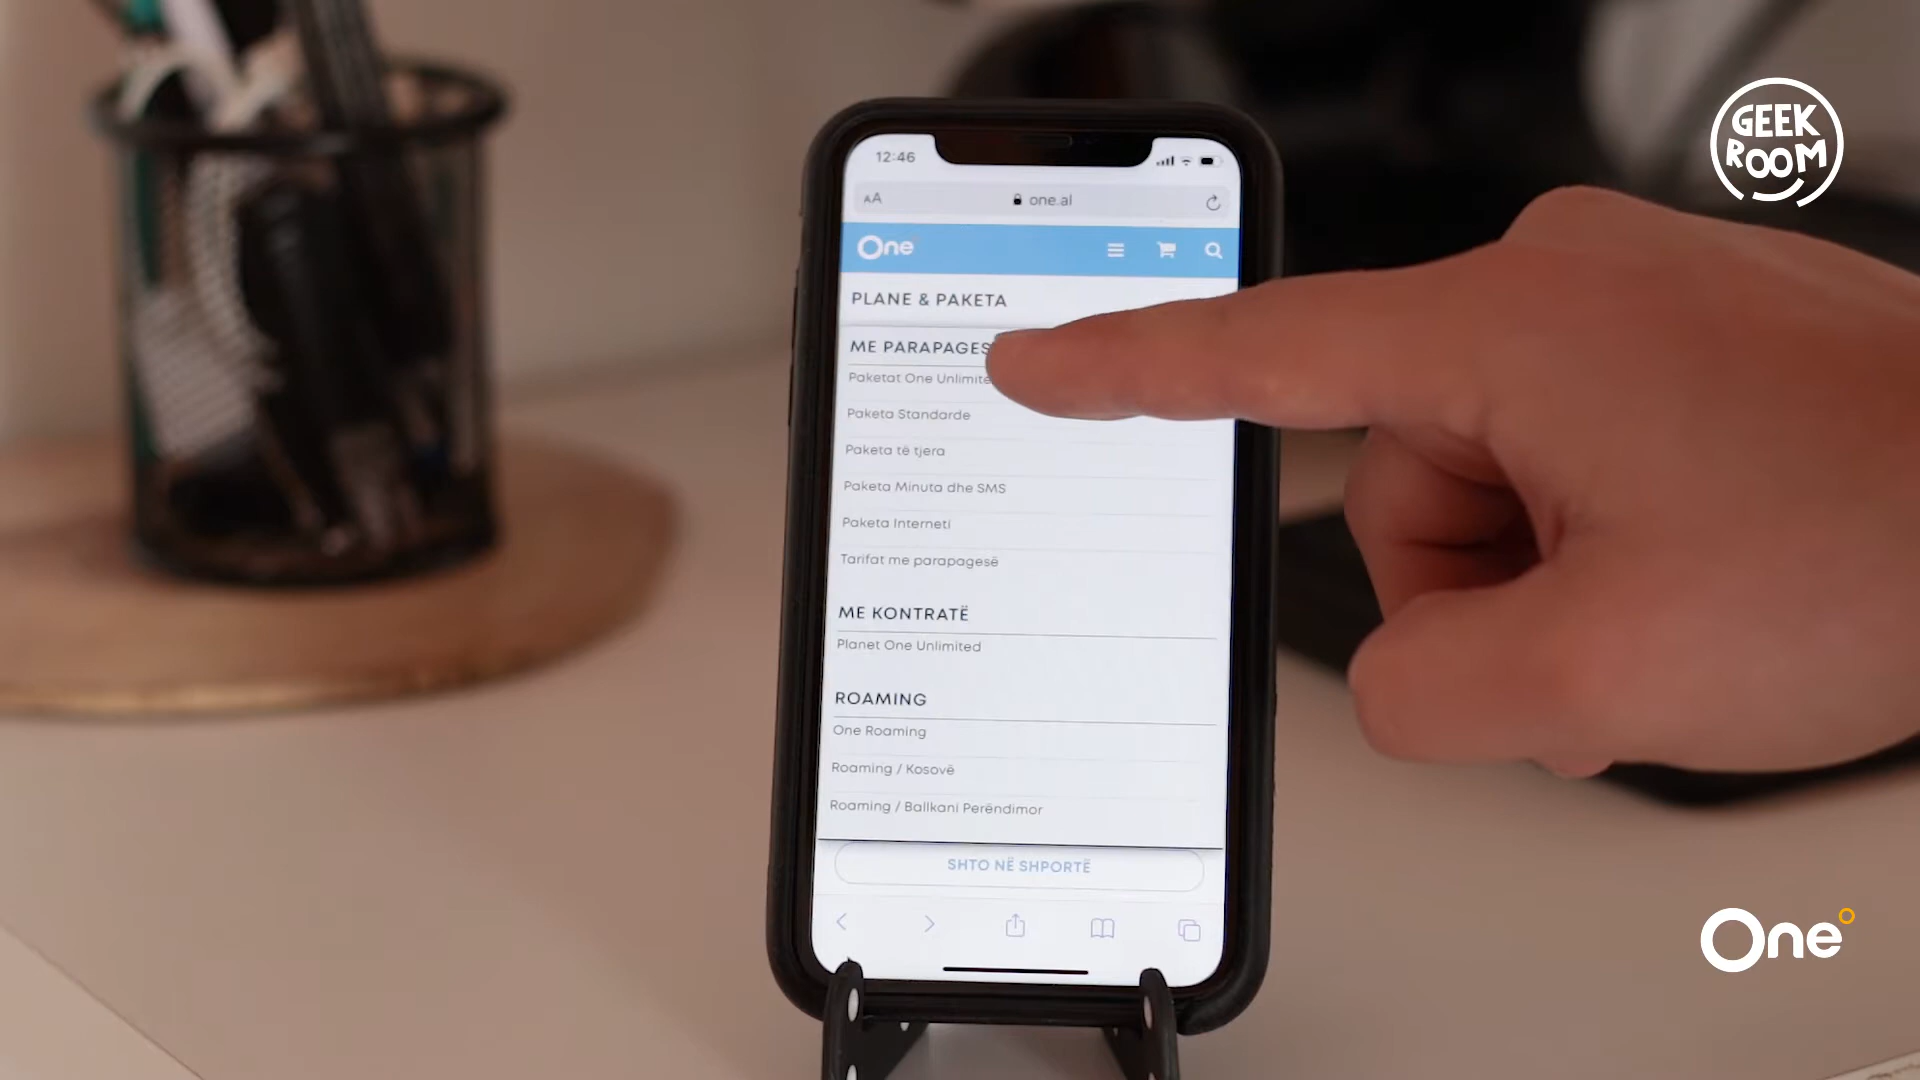 GEEK
ROOM
12:46
AA
one.al
One
PLANE & PAKETA
ME PARAPAGES
Paketat One Unlimite
Paketa Standarde
Paketa të tjera
Paketa Minuta dhe SMS
Paketa Interneti
Tarifat me parapagesë
ME KONTRATË
Planet One Unlimited
ROAMING
One Roaming
Roaming / Kosovë
Roaming / Ballkani Perëndimor
SHTO NË SHPORTË
One